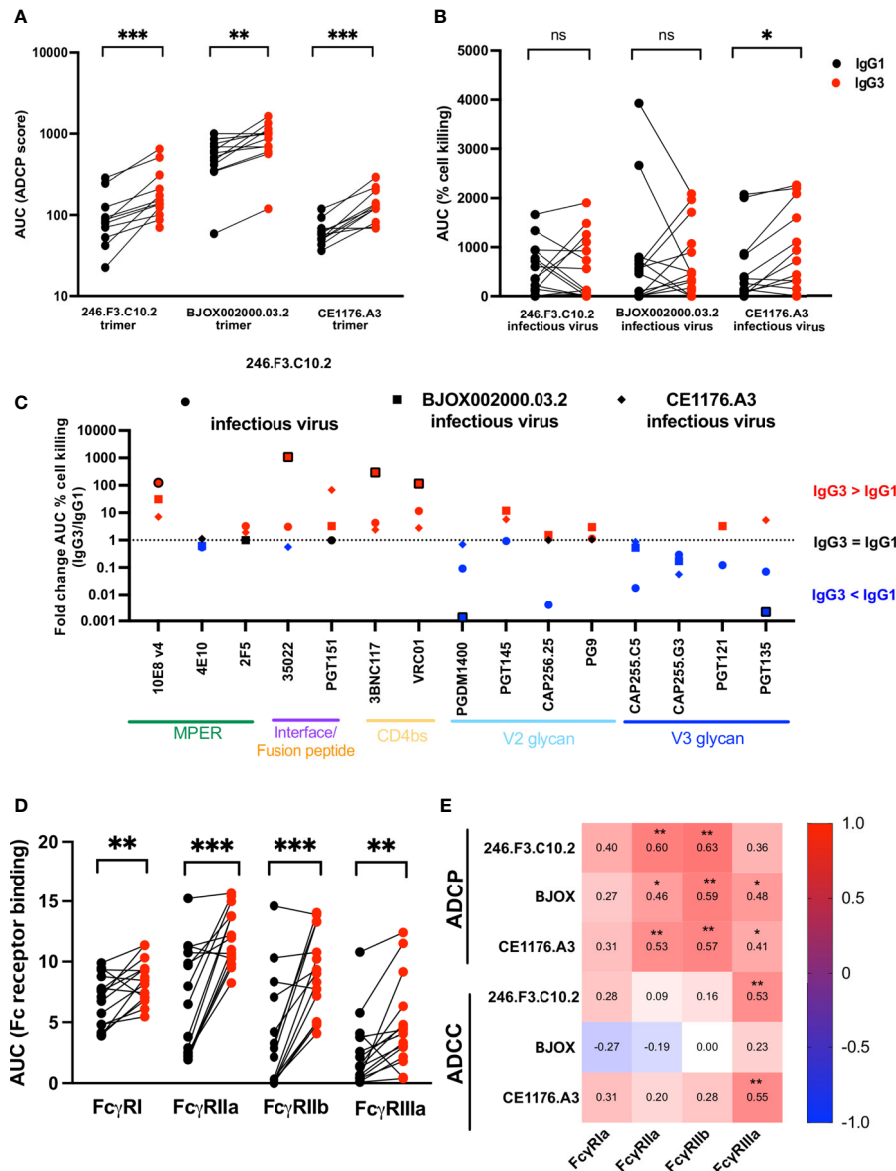 A
***
**
***
10000
1000
100
10
AUC (ADCP score)
246.F3.C10.2
trimer
BJOX002000.03.2
trimer
CE1176.A3
trimer
246.F3.C10.2
B
ns
ns
*
IgG1
IgG3
5000
4000
3000
2000
1000
0
AUC (% cell killing)
246.F3.C10.2
infectious virus
BJOX002000.03.2
infectious virus
CE1176.A3
infectious virus
C
infectious virus
BJOX002000.03.2
infectious virus
CE1176.A3
infectious virus
Fold change AUC % cell killing
(IgG3/IgG1)
10000
1000
100
10
1
0.1
0.01
0.001
IgG3 > IgG1
IgG3 = IgG1
IgG3 < IgG1
10E8 v4
4E10
2F5
35022
PGT151
3BNC117
VRC01
PGDM1400
PGT145
CAP256.25
PG9
CAP255.C5
CAP255.G3
PGT121
PGT135
MPER
Interface/
Fusion peptide
CD4bs
V2 glycan
V3 glycan
D
**
***
***
**
20
15
10
5
0
AUC (Fc receptor binding)
FcγRI
FcγRIIa
FcγRIIb
FcγRIIIa
E
ADCP
ADCC
246.F3.C10.2
0.40
**
0.60
**
0.63
0.36
BJOX
0.27
*
0.46
**
0.59
*
0.48
CE1176.A3
0.31
**
0.53
**
0.57
*
0.41
246.F3.C10.2
0.28
0.09
0.16
**
0.53
BJOX
-0.27
-0.19
0.00
0.23
CE1176.A3
0.31
0.20
0.28
**
0.55
FcγRIa
FcγRIIa
FcγRIIb
FcγRIIIa
1.0
0.5
0
-0.5
-1.0